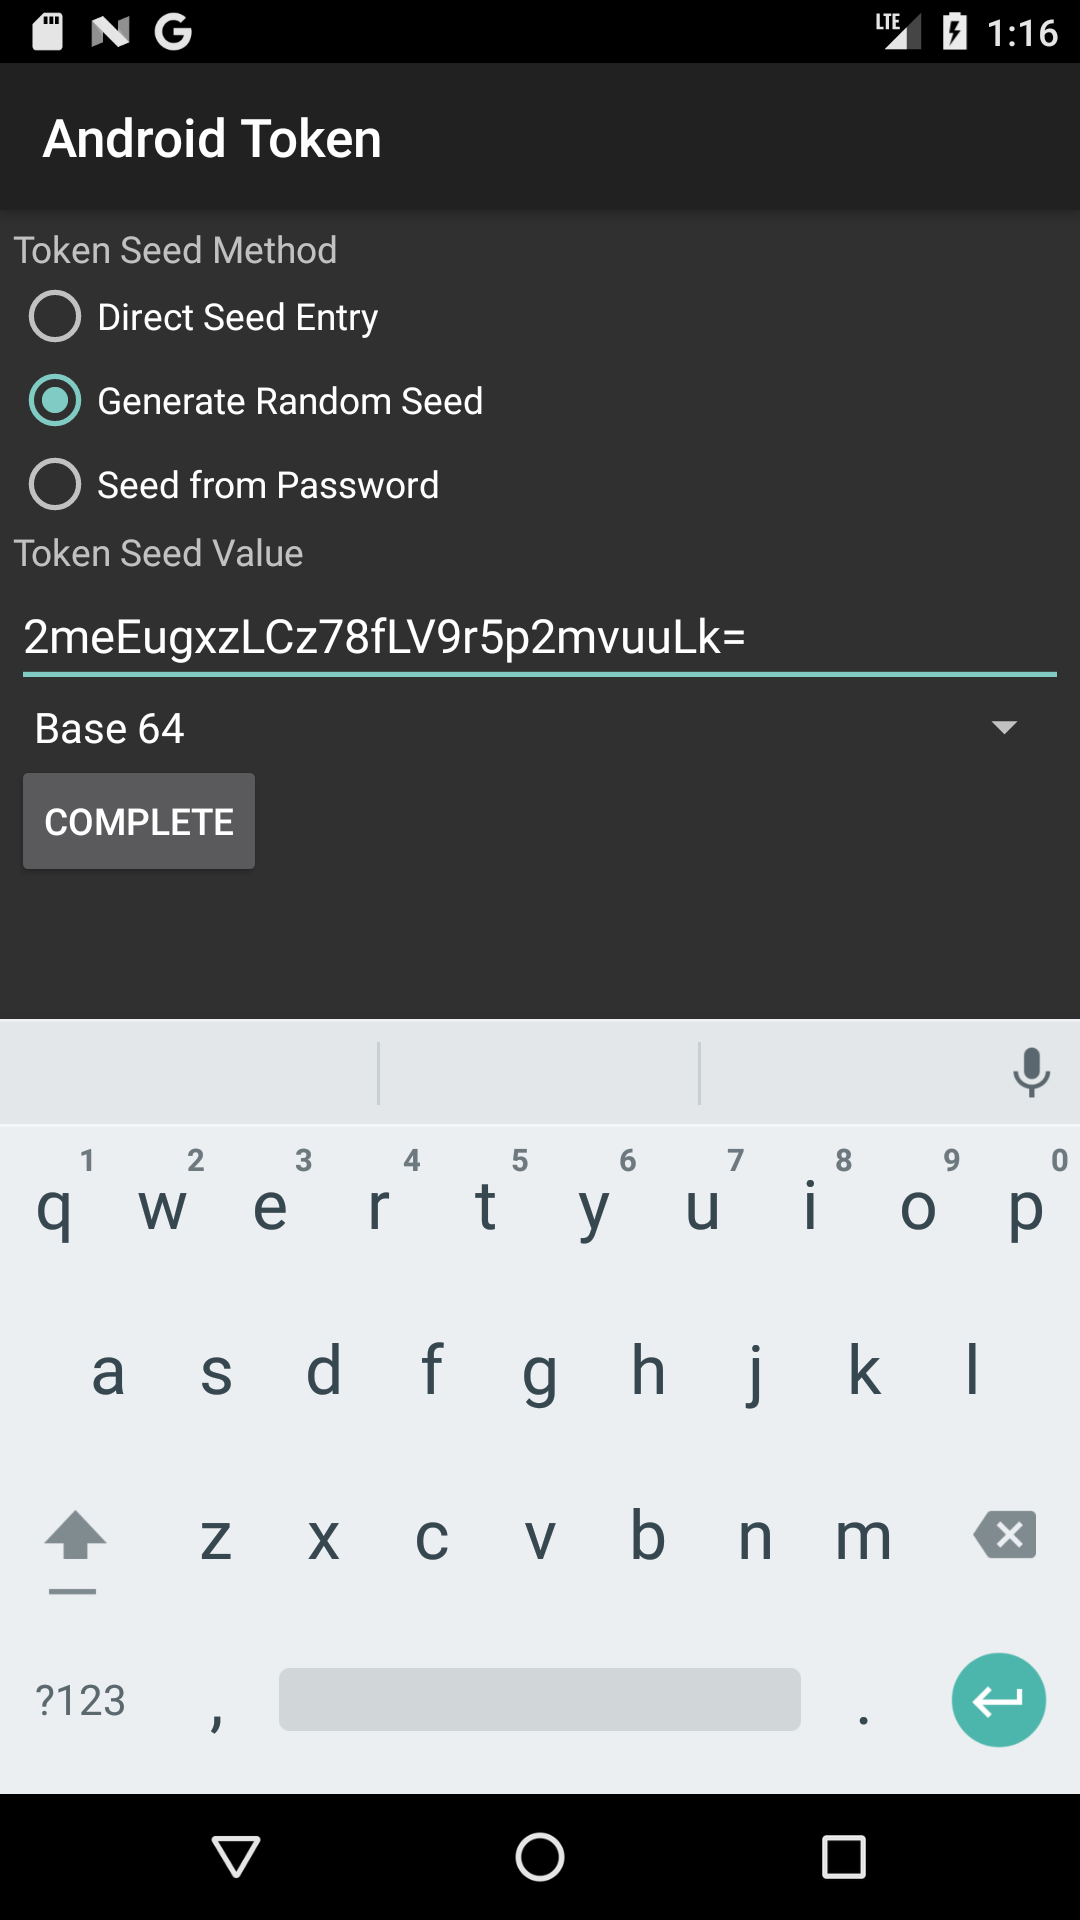 LTE 1:16
Android Token
Token Seed Method
Direct Seed Entry
Generate Random Seed
Seed from Password
Token Seed Value
2meEugxzLCz78fLV9r5p2mvuuLk=
Base 64
COMPLETE
1 2 3 4 5 6 7 8 9 0
q w e r t y u i o p
a s d f g h j k l
z x c v b n m
?123 , .